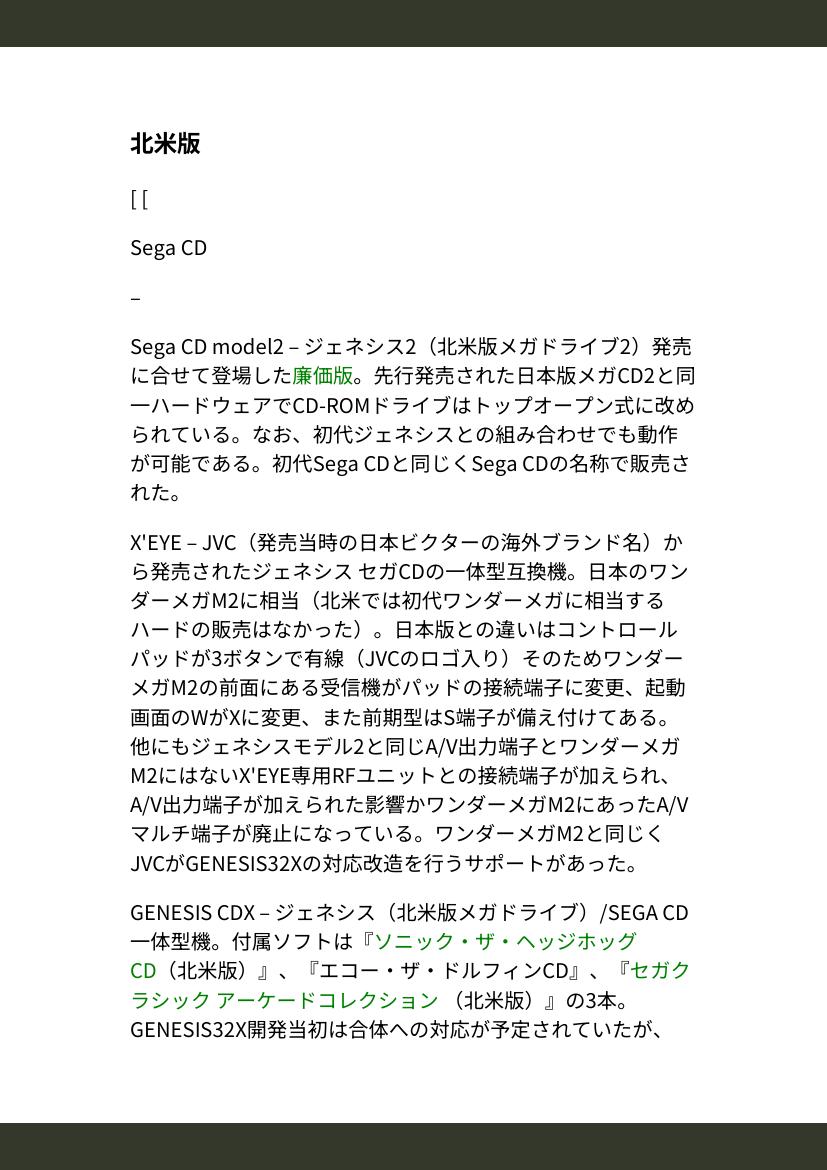 北米版
[ [
Sega CD
–
Sega CD model2 – ジェネシス2（北米版メガドライブ2）発売
に合せて登場した廉価版。先行発売された日本版メガCD2と同
一ハードウェアでCD-ROMドライブはトップオープン式に改め
られている。なお、初代ジェネシスとの組み合わせでも動作
が可能である。初代Sega CDと同じくSega CDの名称で販売さ
れた。
X'EYE – JVC（発売当時の日本ビクターの海外ブランド名）か
ら発売されたジェネシス セガCDの一体型互換機。日本のワン
ダーメガM2に相当（北米では初代ワンダーメガに相当する
ハードの販売はなかった）。日本版との違いはコントロール
パッドが3ボタンで有線（JVCのロゴ入り）そのためワンダー
メガM2の前面にある受信機がパッドの接続端子に変更、起動
画面のWがXに変更、また前期型はS端子が備え付けてある。
他にもジェネシスモデル2と同じA/V出力端子とワンダーメガ
M2にはないX'EYE専用RFユニットとの接続端子が加えられ、
A/V出力端子が加えられた影響かワンダーメガM2にあったA/V
マルチ端子が廃止になっている。ワンダーメガM2と同じく
JVCがGENESIS32Xの対応改造を行うサポートがあった。
GENESIS CDX – ジェネシス（北米版メガドライブ）/SEGA CD
一体型機。付属ソフトは『ソニック・ザ・ヘッジホッグ
CD（北米版）』、『エコー・ザ・ドルフィンCD』、『セガク
ラシック アーケードコレクション （北米版）』の3本。
GENESIS32X開発当初は合体への対応が予定されていたが、